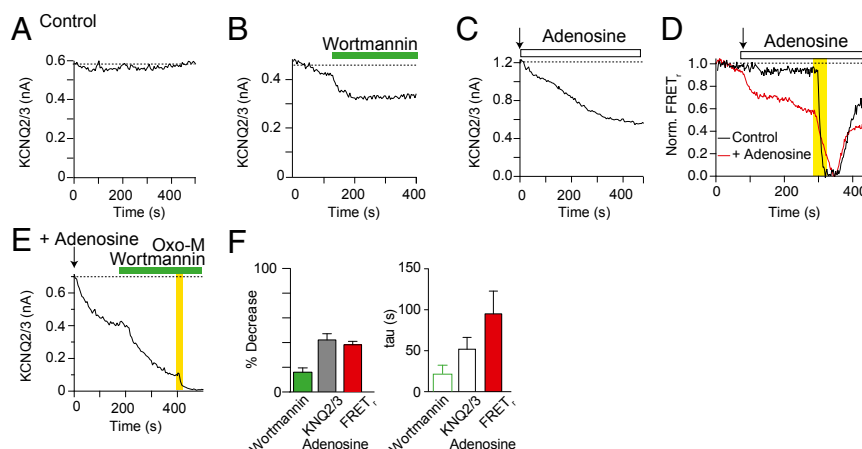 A Control
KCNQ2/3 (nA)
0.6
0.4
0.2
0
0 200 400
Time (s)
B
Wortmannin
KCNQ2/3 (nA)
0.4
0.2
0
0 200 400
Time (s)
C
Adenosine
KCNQ2/3 (nA)
1.2
0.8
0.4
0
0 200 400
Time (s)
D
Adenosine
Norm. FRETr
1.0
0.8
0.6
0.4
0.2
0.0
Control
+ Adenosine
0 200 400
Time (s)
E + Adenosine
Oxo-M
Wortmannin
KCNQ2/3 (nA)
0.6
0.4
0.2
0
0 200 400
Time (s)
F
% Decrease
100
0
Wortmannin
KNQ2/3
FRETr
Adenosine
tau (s)
150
100
50
0
Wortmannin
KNQ2/3
FRETr
Adenosine